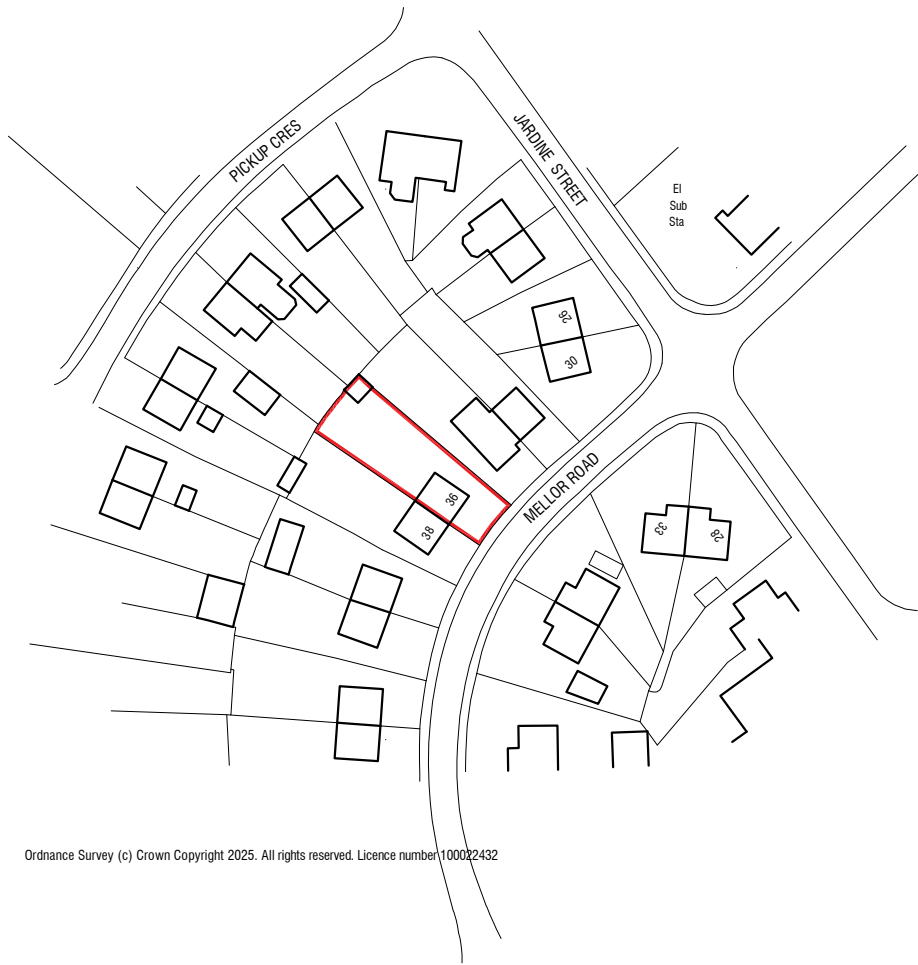 PICKUP CRES
JARDINE STREET
El
Sub
Sta
26
30
36
38
MELLOR ROAD
33
28
Ordnance Survey (c) Crown Copyright 2025. All rights reserved. Licence number 100022432